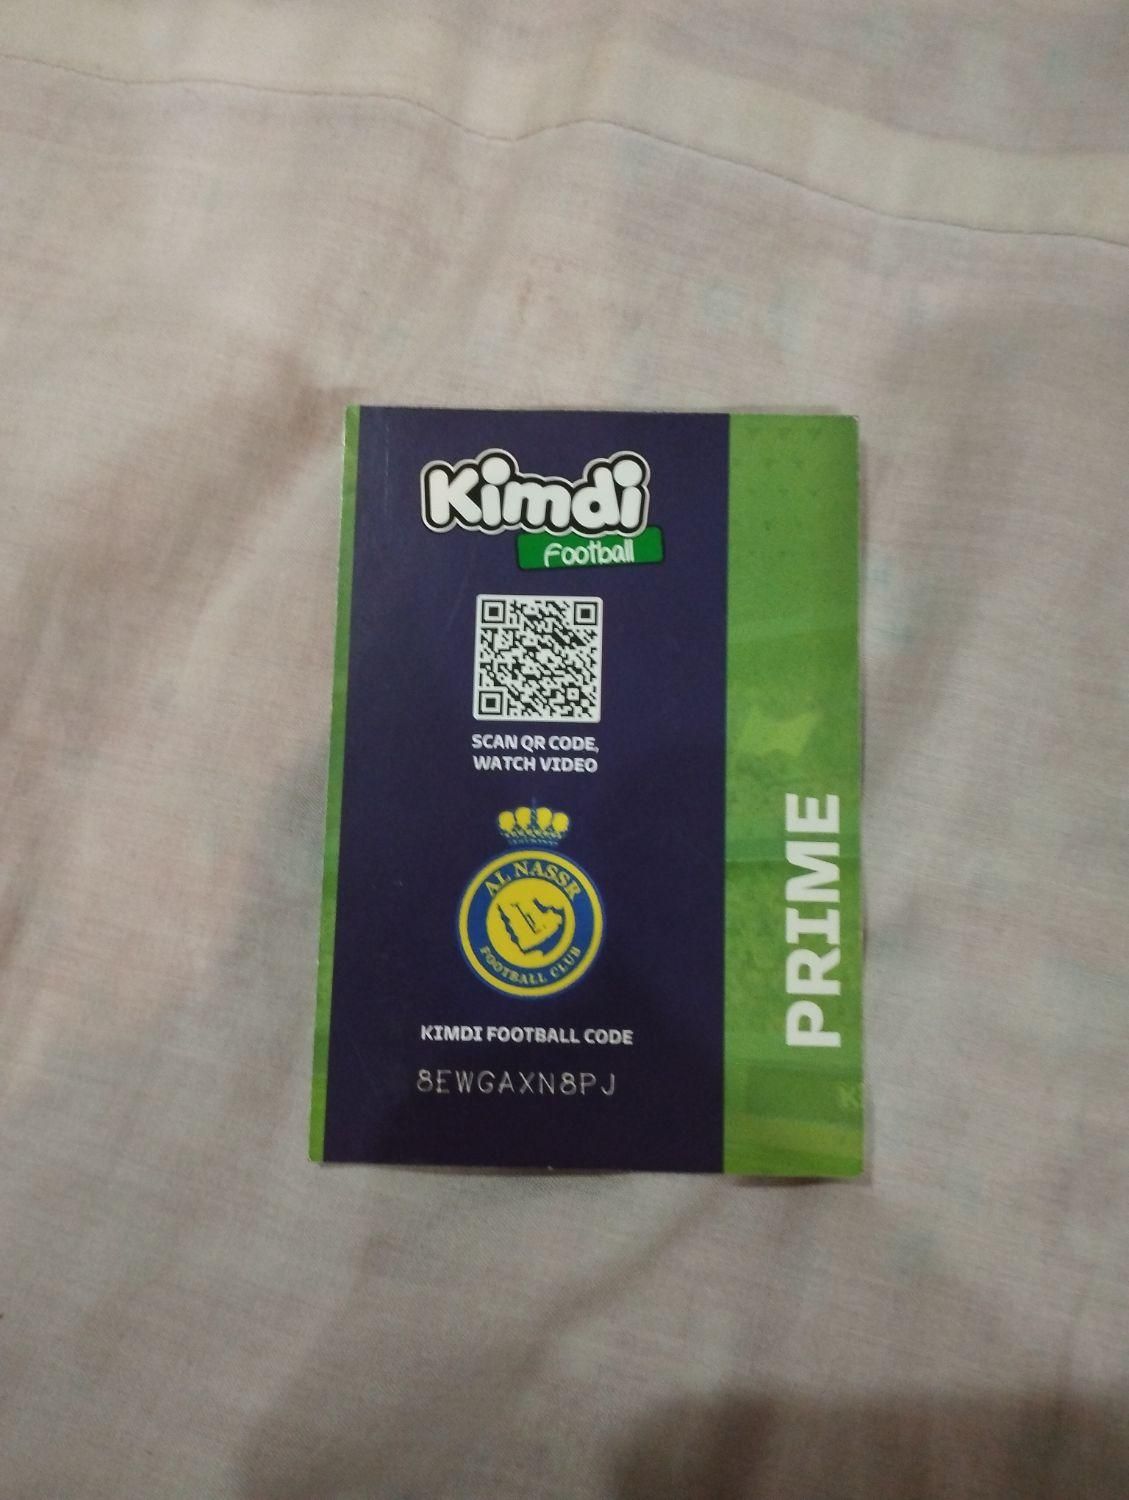 Kimdi
Football
SCAN QR CODE,
WATCH VIDEO
AL NASSR
FOOTBALL CLUB
KIMDI FOOTBALL CODE
8EWGAXN8PJ
PRIME